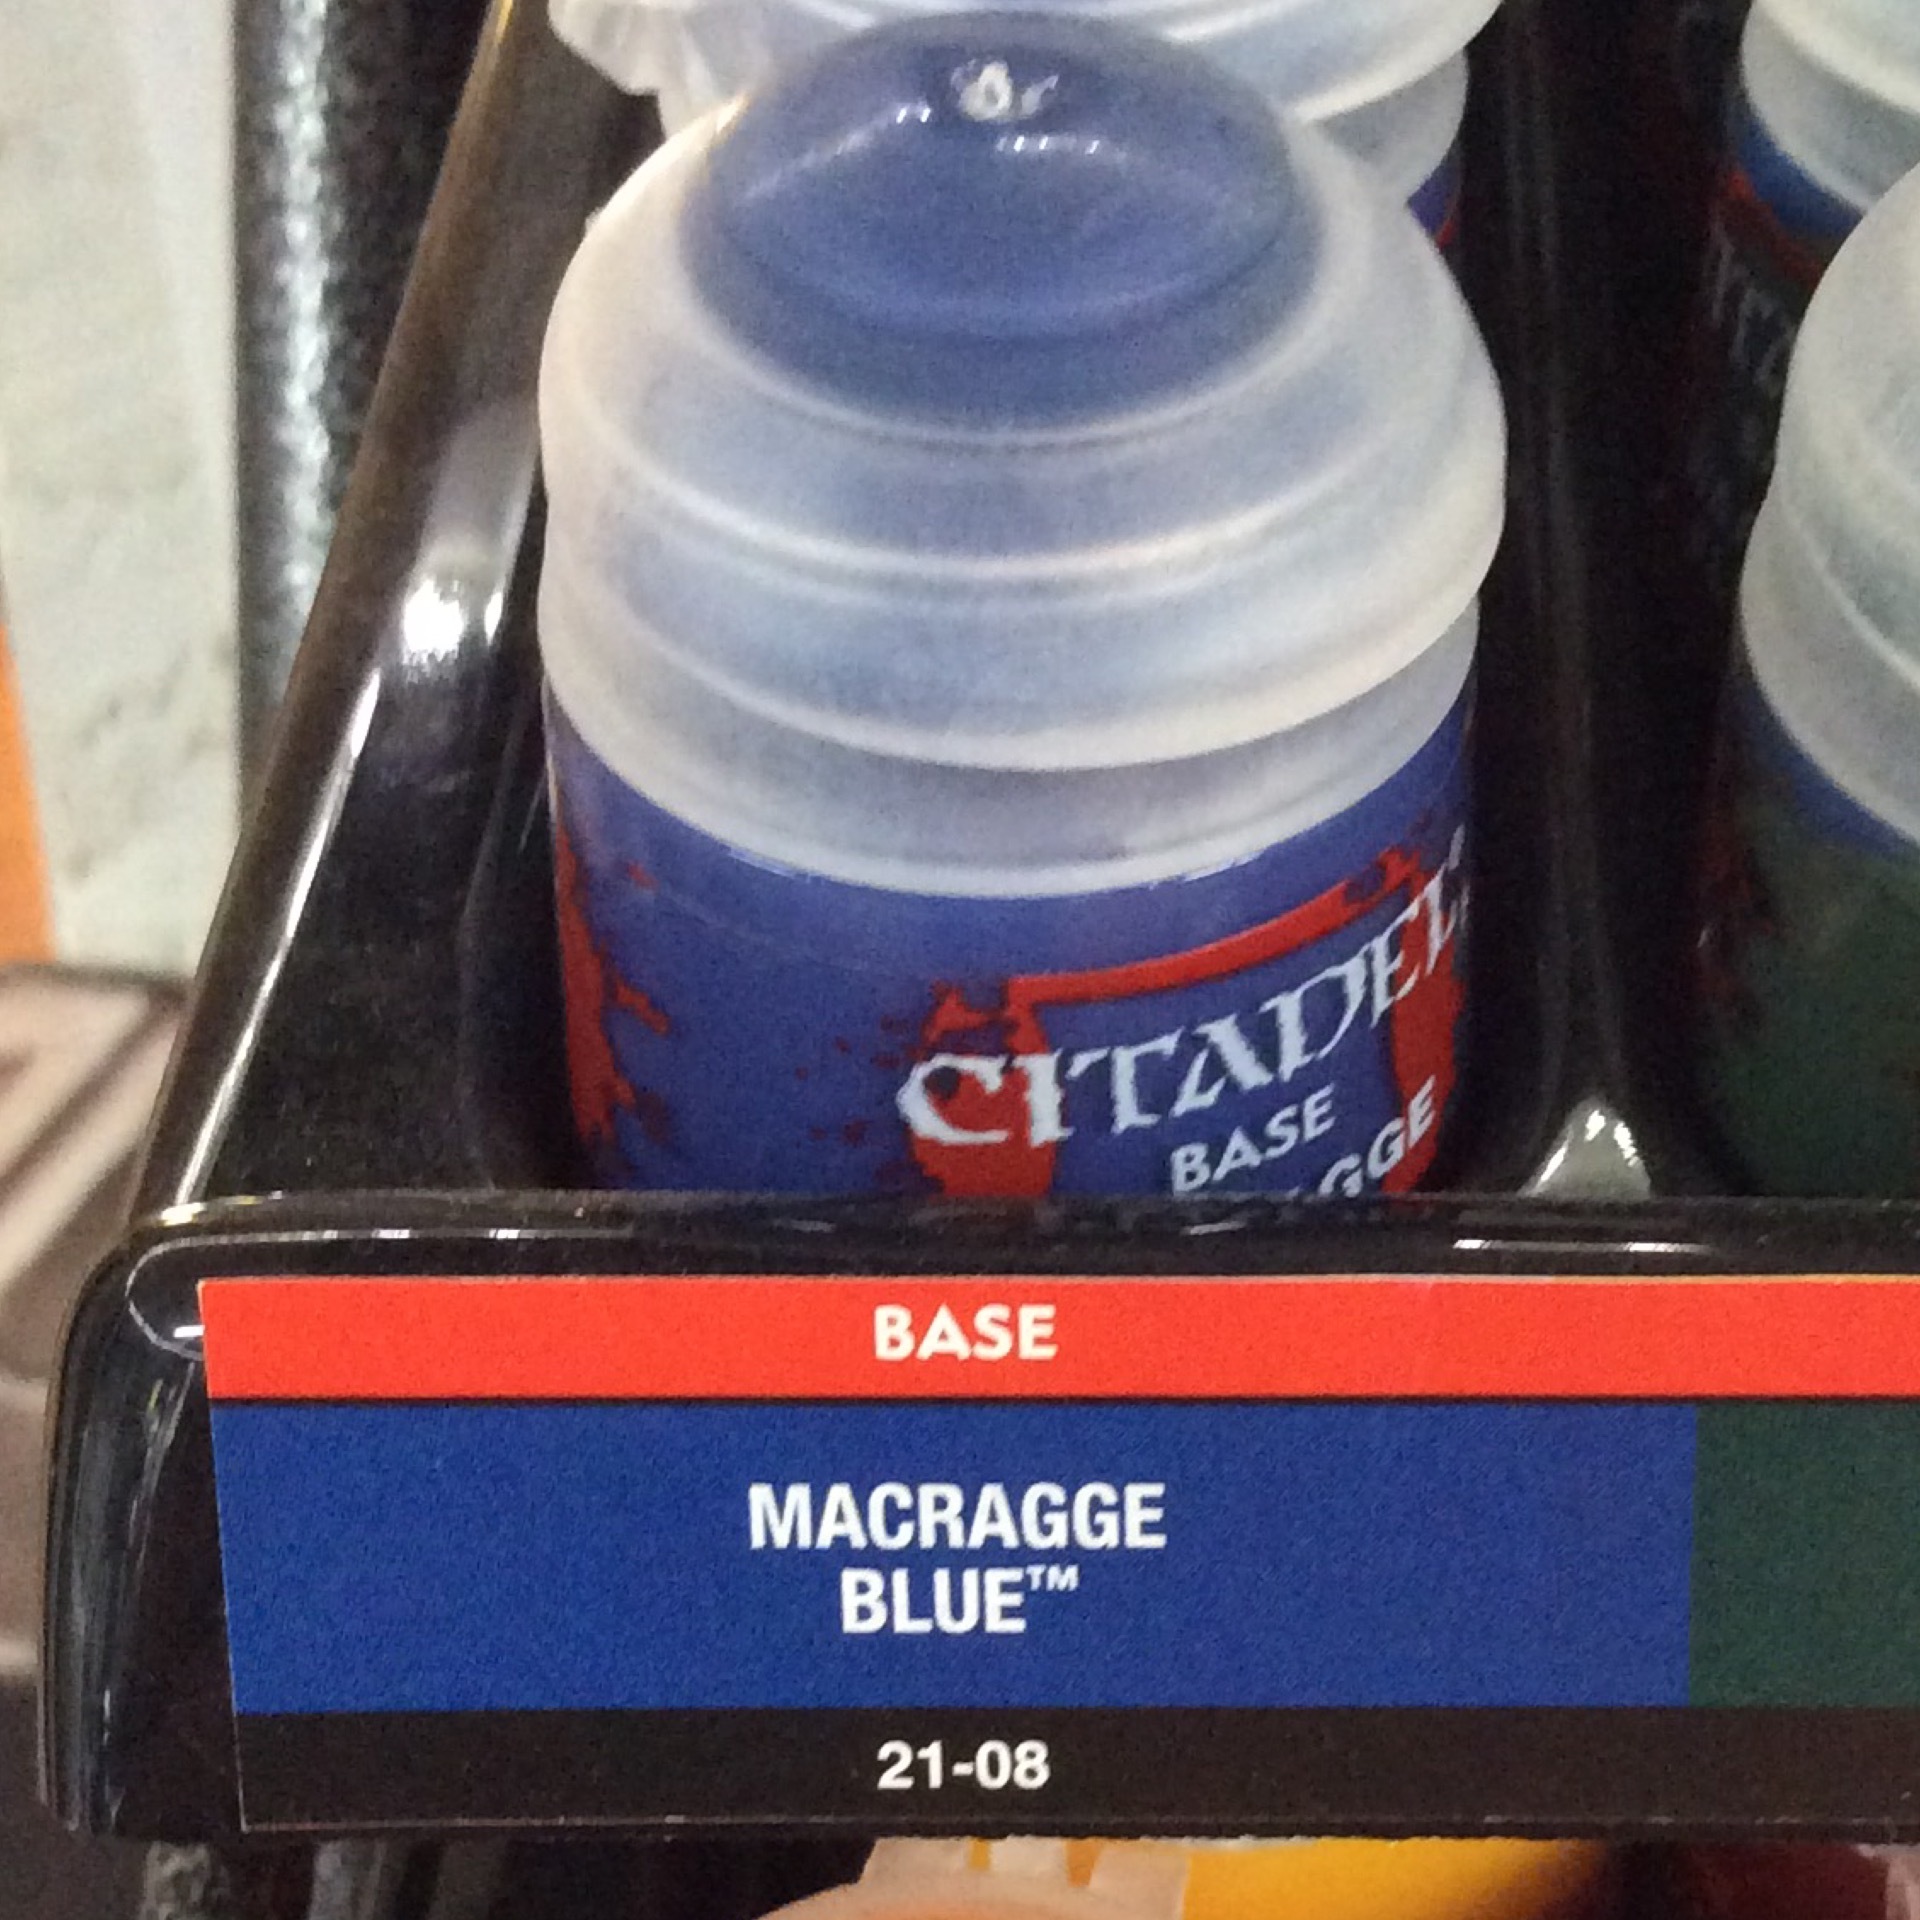 CITADEL
BASE
BASE
MACRAGGE
BLUE™
21-08